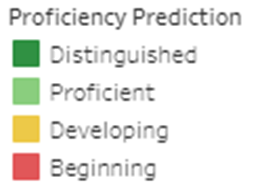 Proficiency Prediction
Distinguished
Proficient
Developing
Beginning